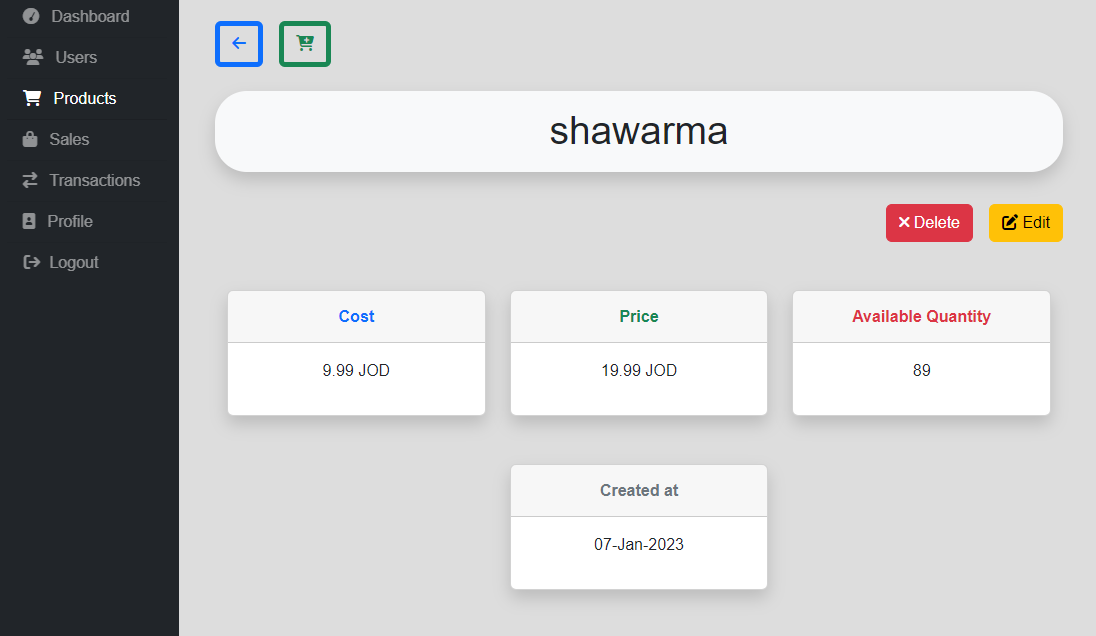 Dashboard
Users
Products
Sales
Transactions
Profile
Logout
shawarma
Delete
Edit
Cost
9.99 JOD
Price
19.99 JOD
Available Quantity
89
Created at
07-Jan-2023